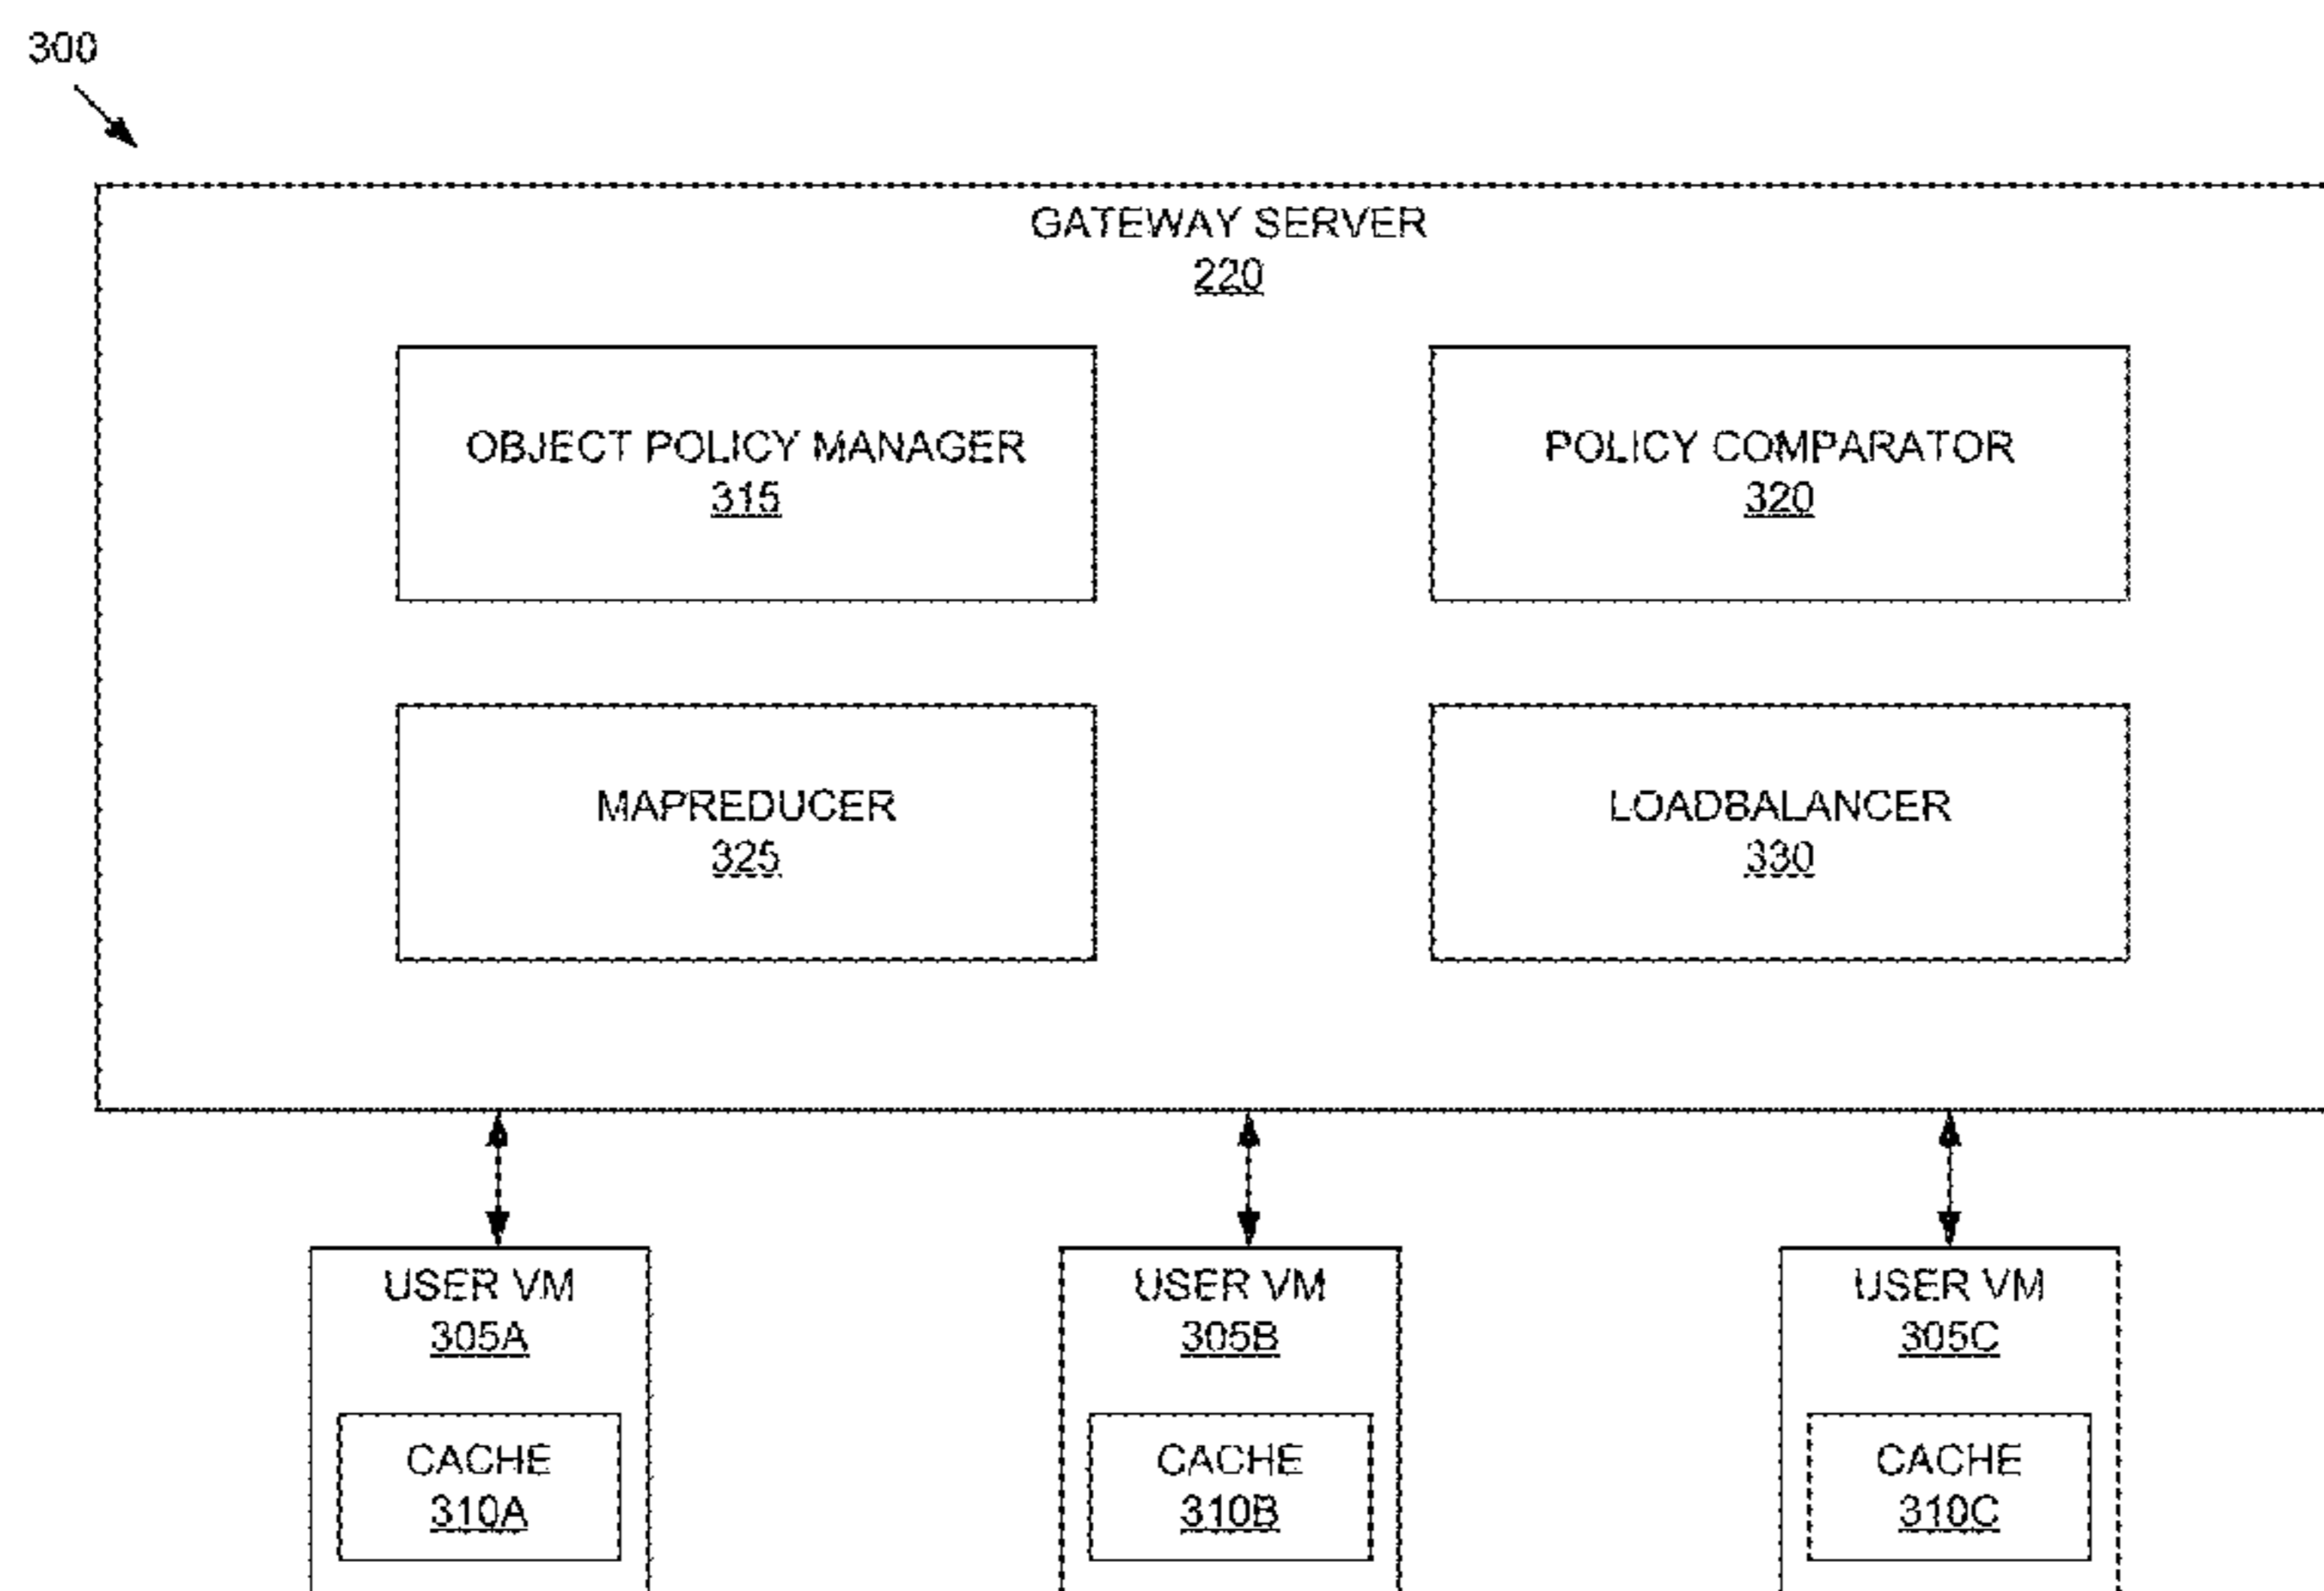 300
GATEWAY SERVER
220
OBJECT POLICY MANAGER
315
POLICY COMPARATOR
320
MAPREDUCER
325
LOADBALANCER
330
USER VM
305A
USER VM
305B
USER VM
305C
CACHE
310A
CACHE
310B
CACHE
310C